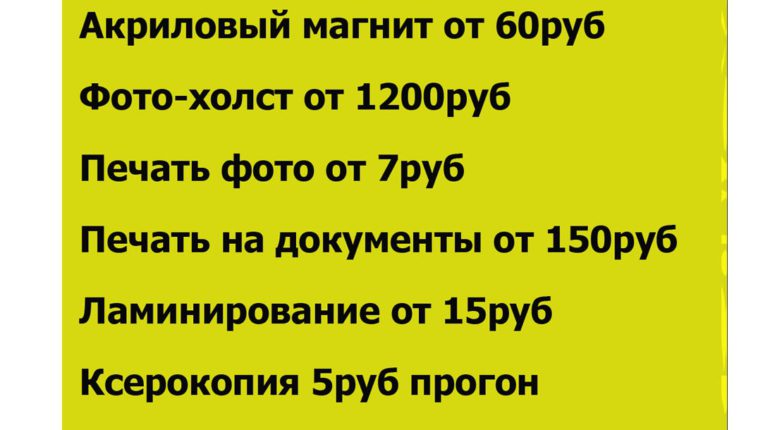 Акриловый магнит от 60руб
Фото-холст от 1200руб
Печать фото от 7руб
Печать на документы от 150руб
Ламинирование от 15руб
Ксерокопия 5руб прогон